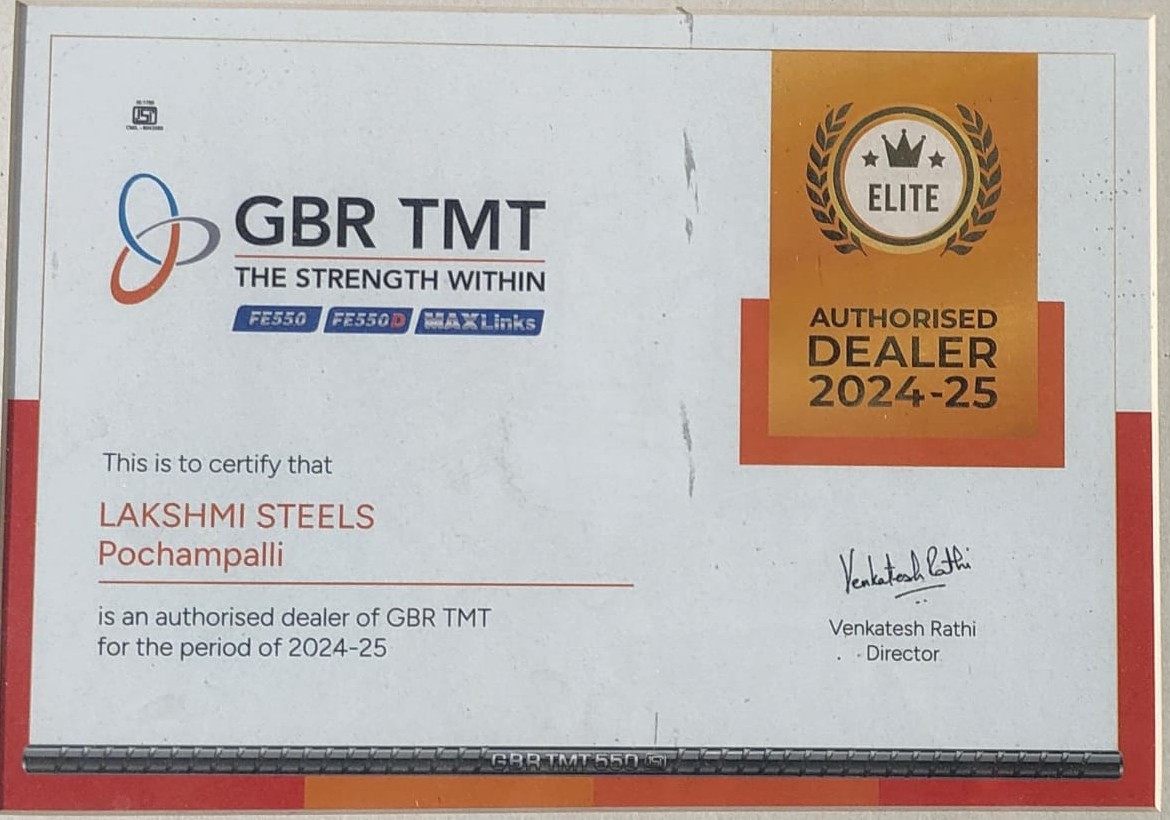 GBR TMT
THE STRENGTH WITHIN
FE550 FE550D MAXLinks
ELITE
AUTHORISED
DEALER
2024-25
This is to certify that
LAKSHMI STEELS
Pochampalli
is an authorised dealer of GBR TMT
for the period of 2024-25
Venkatesh Rathi
Venkatesh Rathi
Director
GBR TMT 550